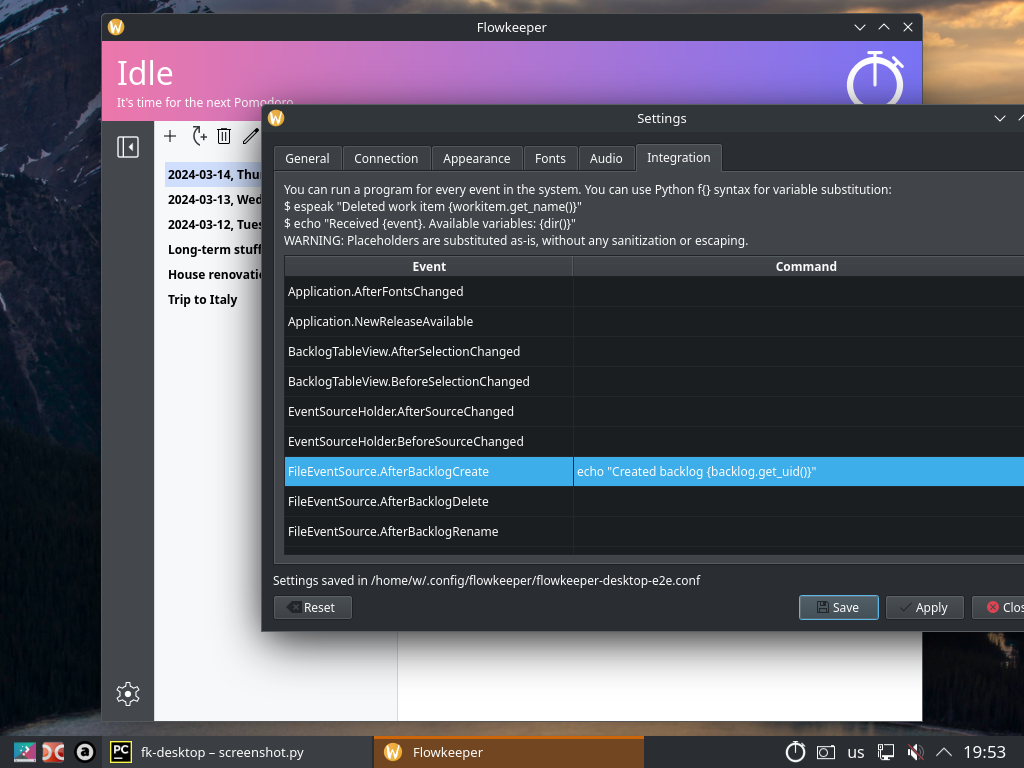 Flowkeeper
Idle
It's time for the next Pomodoro
2024-03-14, Thu
2024-03-13, Wed
2024-03-12, Tues
Long-term stuff
House renovati
Trip to Italy
Settings
General
Connection
Appearance
Fonts
Audio
Integration
You can run a program for every event in the system. You can use Python f{} syntax for variable substitution:
$ espeak "Deleted work item {workitem.get_name()}"
$ echo "Received {event}. Available variables: {dir()}"
WARNING: Placeholders are substituted as-is, without any sanitization or escaping.
Event Command
Application.AfterFontsChanged
Application.NewReleaseAvailable
BacklogTableView.AfterSelectionChanged
BacklogTableView.BeforeSelectionChanged
EventSourceHolder.AfterSourceChanged
EventSourceHolder.BeforeSourceChanged
FileEventSource.AfterBacklogCreate echo "Created backlog {backlog.get_uid()}"
FileEventSource.AfterBacklogDelete
FileEventSource.AfterBacklogRename
Settings saved in /home/w/.config/flowkeeper/flowkeeper-desktop-e2e.conf
Reset
Save
Apply
Clos
PC
fk-desktop – screenshot.py
Flowkeeper
us
19:53